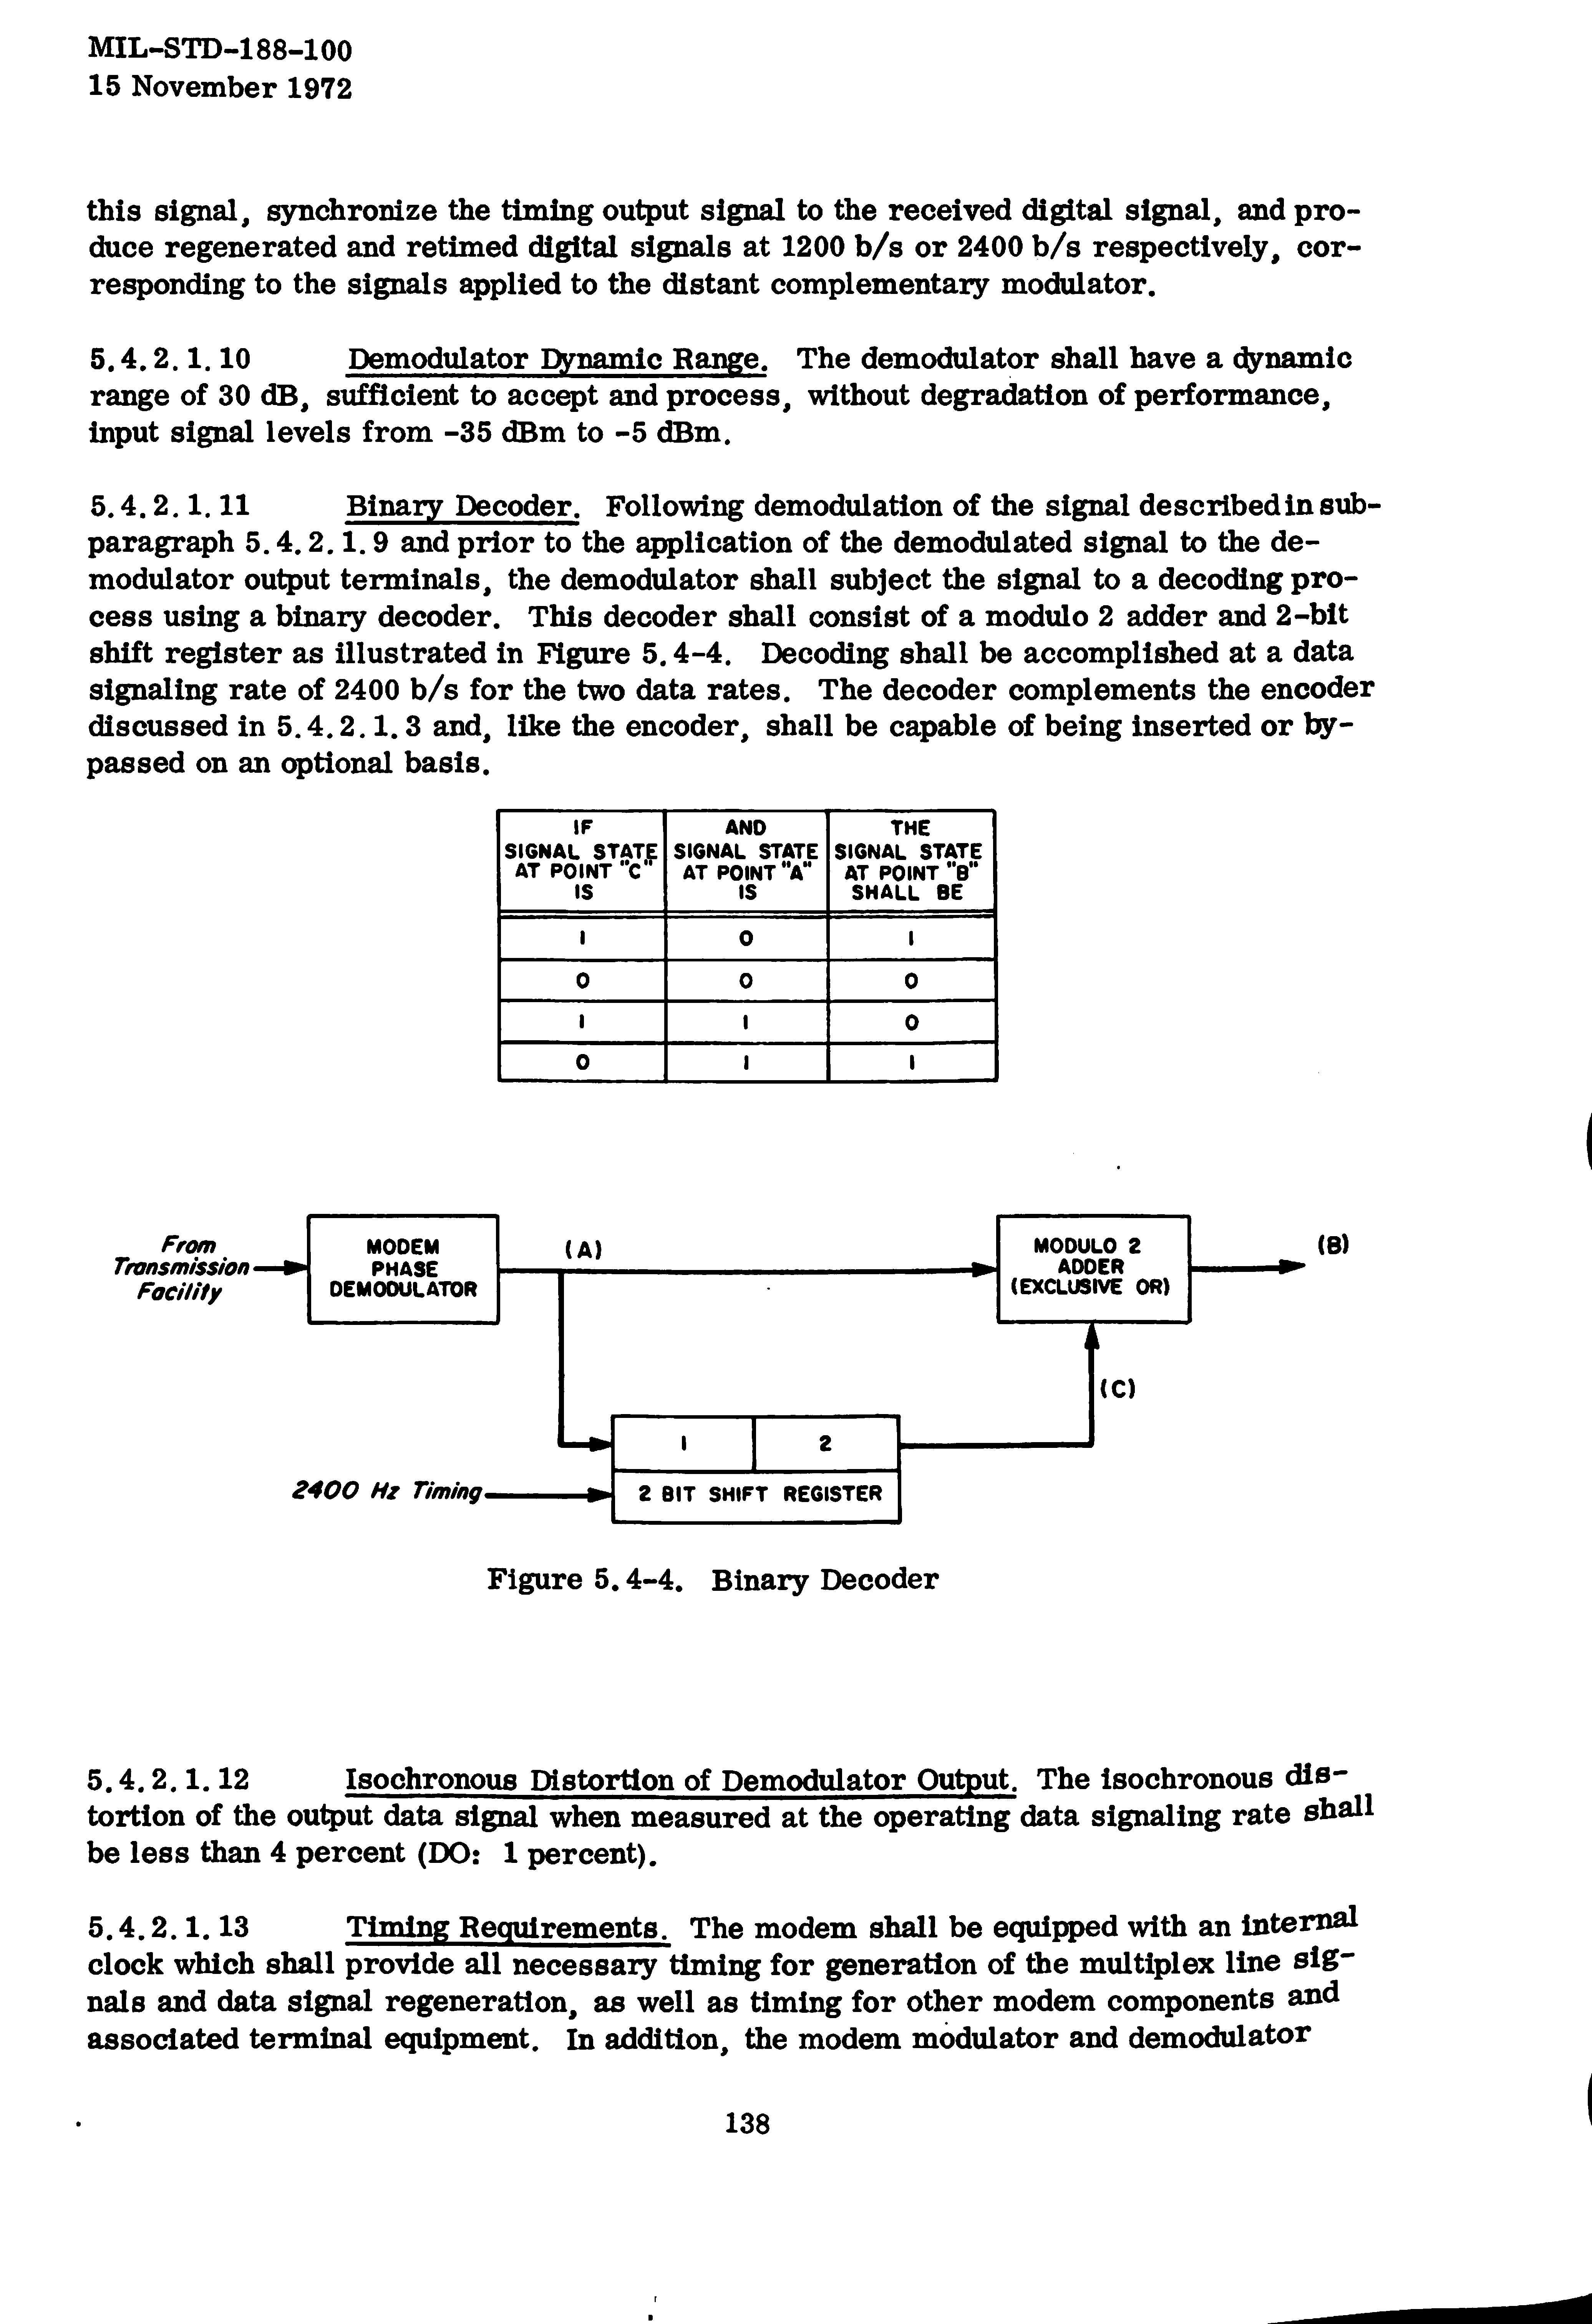 MIL-STD-188-100
15 November 1972
this signal, synchronize the timing output signal to the received digital signal, and pro-
duce regenerated and retimed digital signals at 1200 b/s or 2400 b/s respectively, cor-
responding to the signals applied to the distant complementary modulator.
5.4.2.1.10 Demodulator Dynamic Range. The demodulator shall have a dynamic
range of 30 dB, sufficient to accept and process, without degradation of performance,
input signal levels from -35 dBm to -5 dBm.
5.4.2.1.11 Binary Decoder. Following demodulation of the signal described in sub-
paragraph 5.4.2.1.9 and prior to the application of the demodulated signal to the de-
modulator output terminals, the demodulator shall subject the signal to a decoding pro-
cess using a binary decoder. This decoder shall consist of a modulo 2 adder and 2-bit
shift register as illustrated in Figure 5.4-4. Decoding shall be accomplished at a data
signaling rate of 2400 b/s for the two data rates. The decoder complements the encoder
discussed in 5.4.2.1.3 and, like the encoder, shall be capable of being inserted or by-
passed on an optional basis.
IF AND THE
SIGNAL STATE SIGNAL STATE SIGNAL STATE
AT POINT "C" AT POINT "A" AT POINT "B"
IS IS SHALL BE
1 0 1
0 0 0
1 1 0
0 1 1
From
Transmission
Facility
MODEM
PHASE
DEMODULATOR
(A)
MODULO 2
ADDER
(EXCLUSIVE OR)
(B)
(C)
1 2
2400 Hz Timing
2 BIT SHIFT REGISTER
Figure 5.4-4. Binary Decoder
5.4.2.1.12 Isochronous Distortion of Demodulator Output. The isochronous dis-
tortion of the output data signal when measured at the operating data signaling rate shall
be less than 4 percent (DO: 1 percent).
5.4.2.1.13 Timing Requirements. The modem shall be equipped with an internal
clock which shall provide all necessary timing for generation of the multiplex line sig-
nals and data signal regeneration, as well as timing for other modem components and
associated terminal equipment. In addition, the modem modulator and demodulator
138